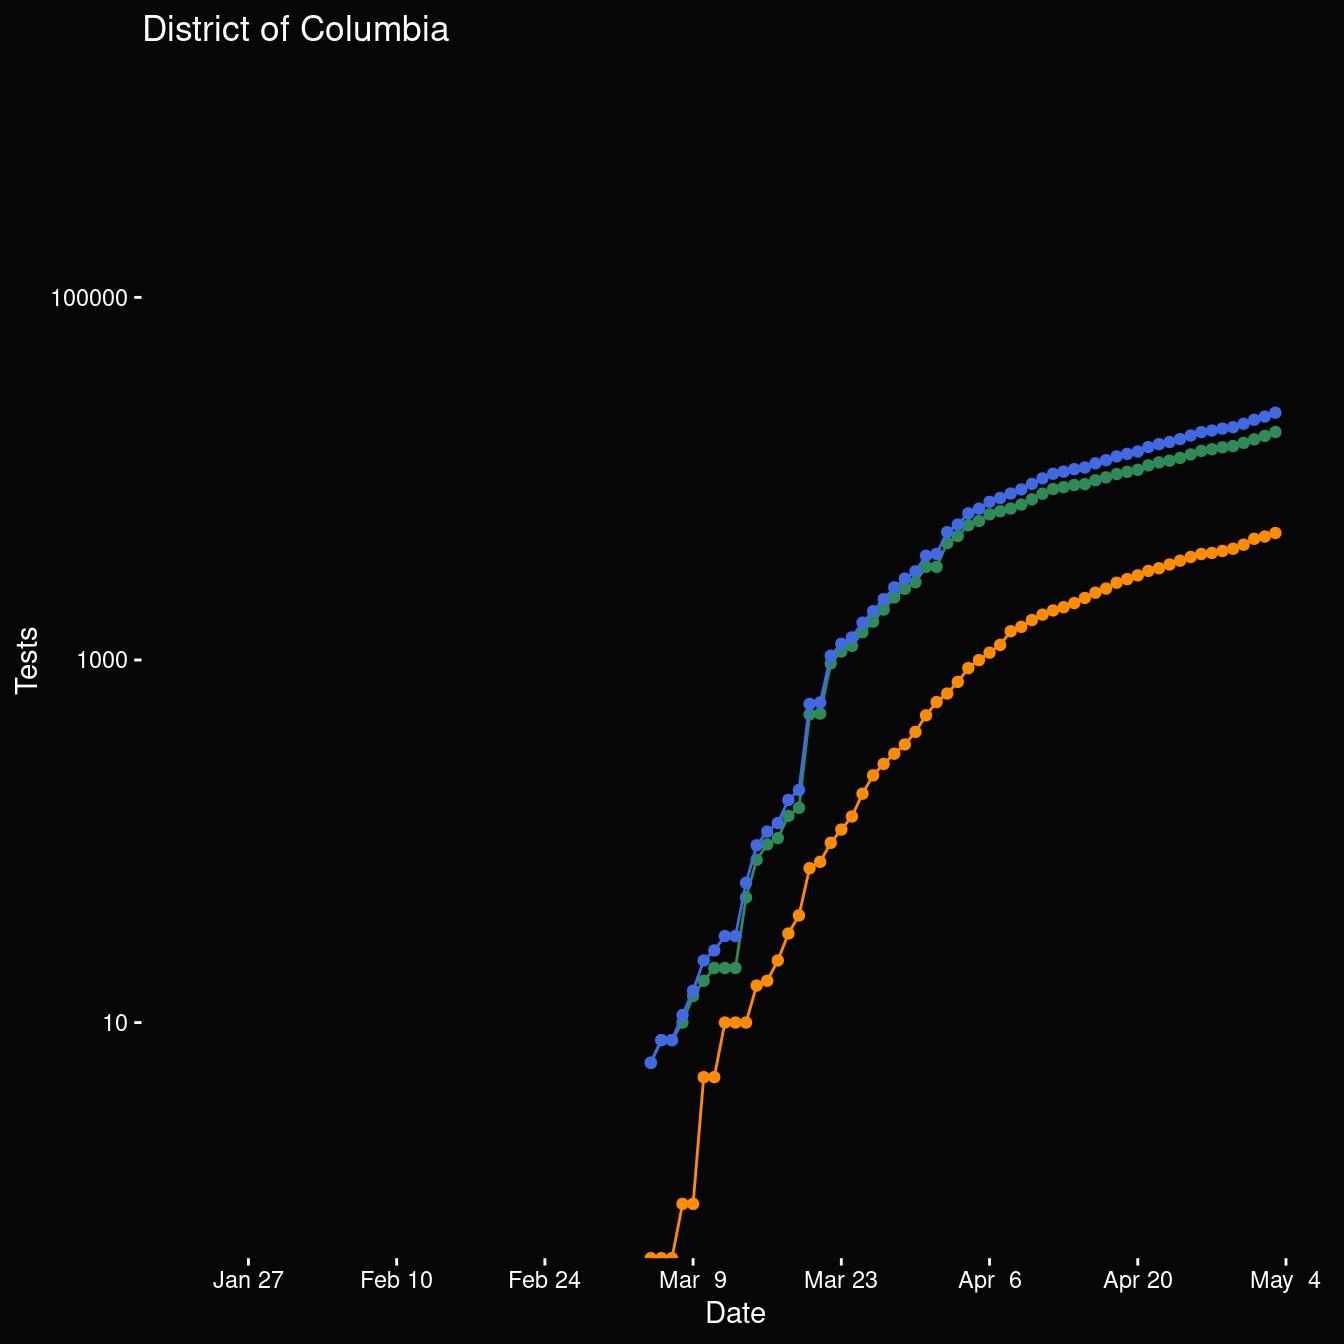 District of Columbia
100000
1000
10
Tests
Jan 27
Feb 10
Feb 24
Mar  9
Mar 23
Apr  6
Apr 20
May  4
Date